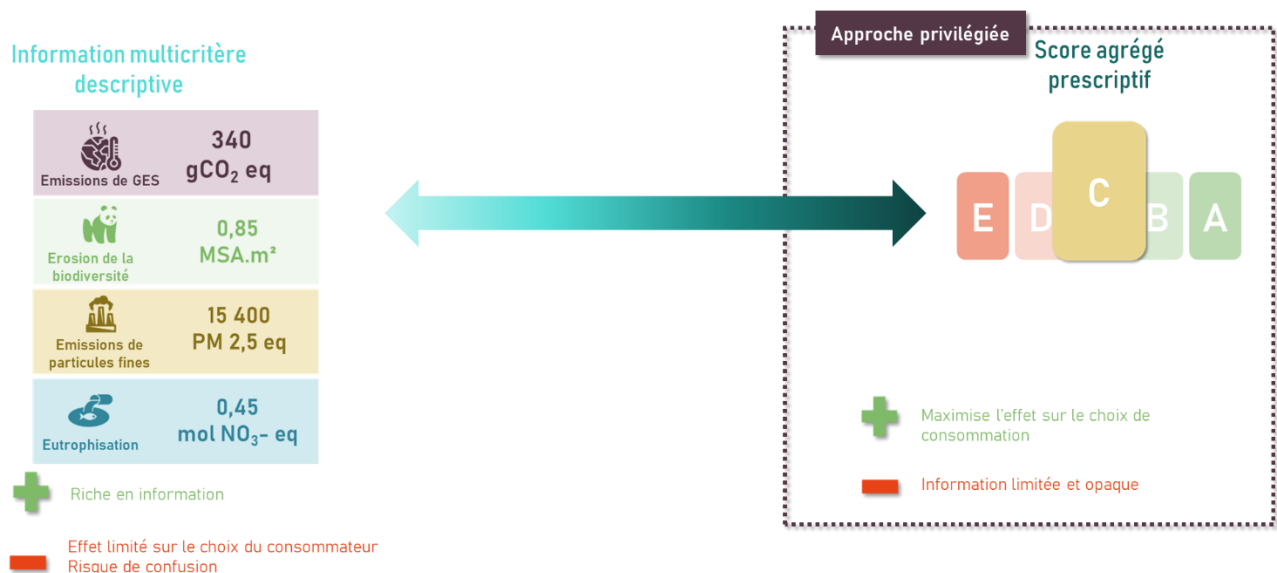 Information multicritère
descriptive
340
gCO₂ eq
Emissions de GES
0,85
MSA.m²
Erosion de la
biodiversité
15 400
PM 2,5 eq
Emissions de
particules fines
0,45
mol NO₃- eq
Eutrophisation
Riche en information
Effet limité sur le choix du consommateur
Risque de confusion
Approche privilégiée
Score agrégé
prescriptif
E D C B A
Maximise l'effet sur le choix de
consommation
Information limitée et opaque